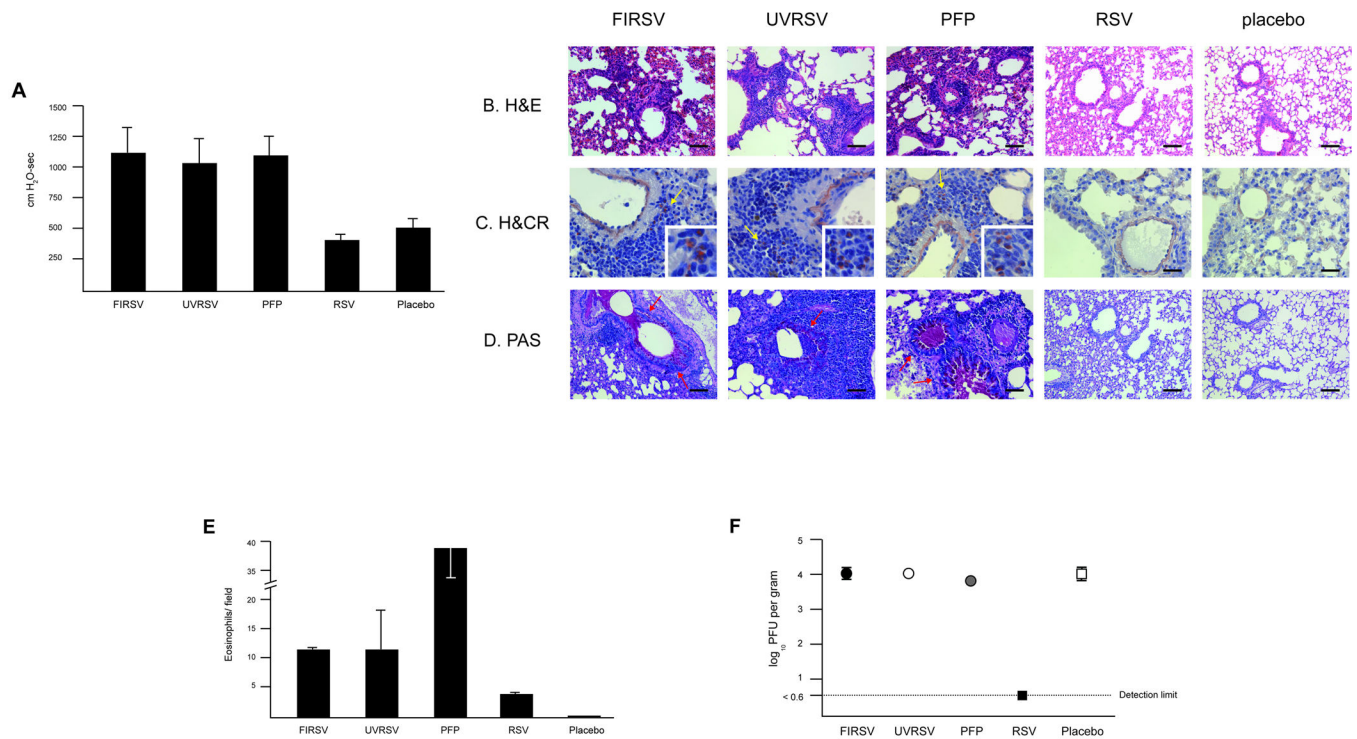 FIRSV UVRSV PFP RSV placebo
A
1500
1250
1000
750
500
250
cm H₂O-sec
FIRSV UVRSV PFP RSV Placebo
B. H&E
C. H&CR
D. PAS
E
40
35
20
15
10
5
Eosinophils/ field
FIRSV UVRSV PFP RSV Placebo
F
5
4
3
2
1
< 0.6
log₁₀ PFU per gram
Detection limit
FIRSV UVRSV PFP RSV Placebo